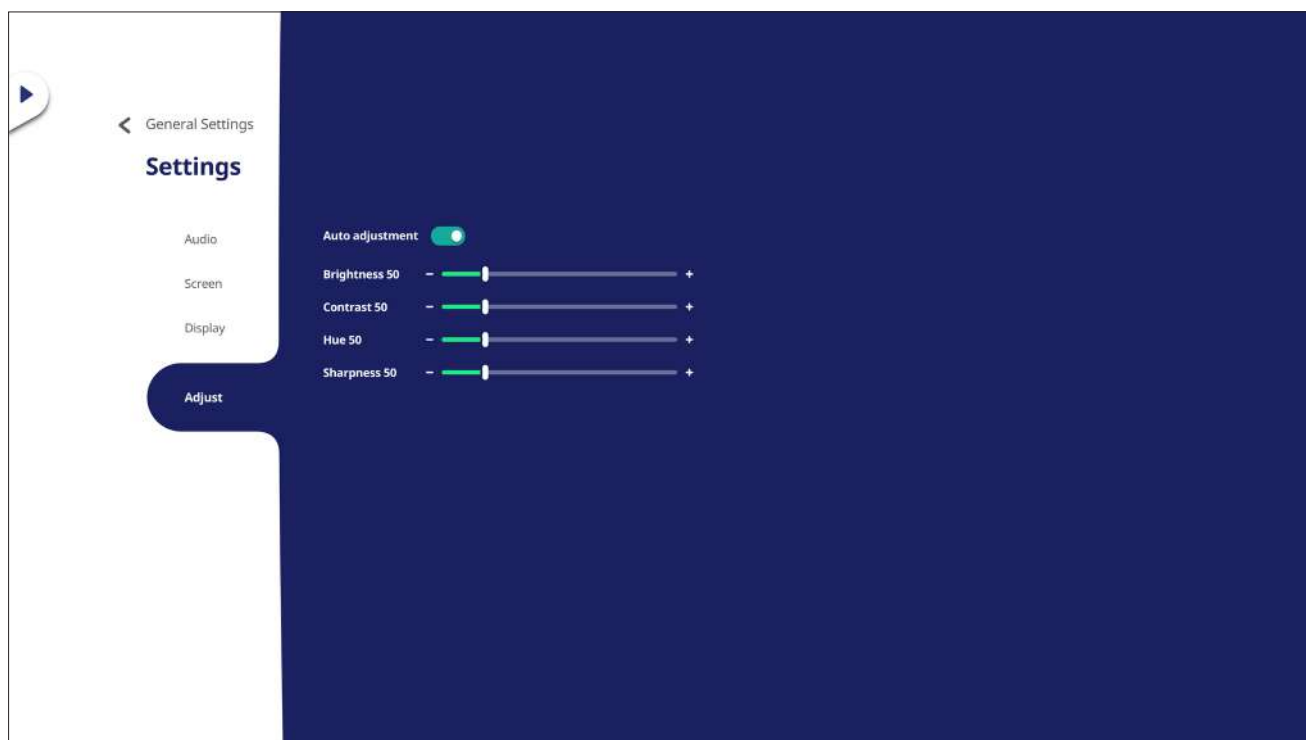 General Settings
Settings
Audio
Screen
Display
Adjust
Auto adjustment
Brightness 50 - +
Contrast 50 - +
Hue 50 - +
Sharpness 50 - +